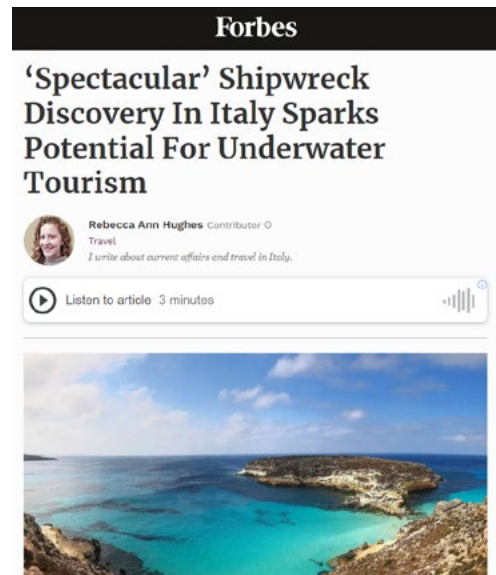 Forbes
‘Spectacular’ Shipwreck
Discovery In Italy Sparks
Potential For Underwater
Tourism
Rebecca Ann Hughes Contributor
Travel
I write about current affairs and travel in Italy.
Listen to article 3 minutes